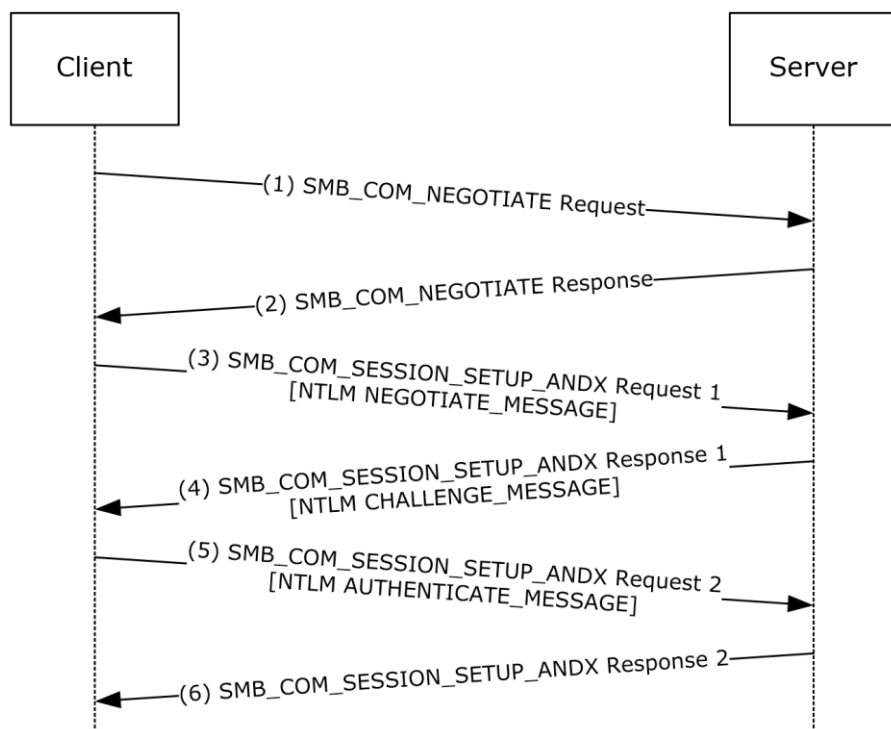 Client
Server
(1) SMB_COM_NEGOTIATE Request
(2) SMB_COM_NEGOTIATE Response
(3) SMB_COM_SESSION_SETUP_ANDX Request 1
[NTLM NEGOTIATE_MESSAGE]
(4) SMB_COM_SESSION_SETUP_ANDX Response 1
[NTLM CHALLENGE_MESSAGE]
(5) SMB_COM_SESSION_SETUP_ANDX Request 2
[NTLM AUTHENTICATE_MESSAGE]
(6) SMB_COM_SESSION_SETUP_ANDX Response 2